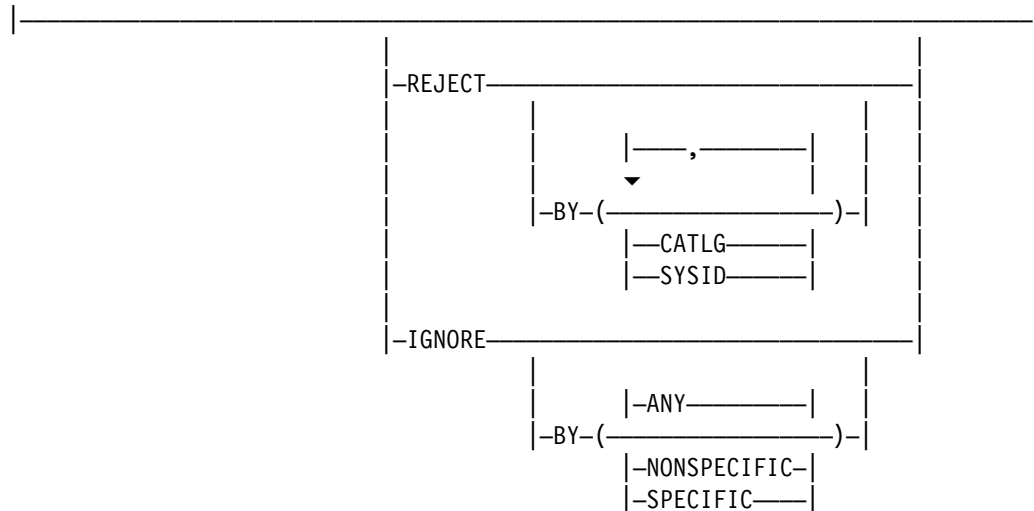 REJECT
,
BY (
)
CATLG
SYSID
IGNORE
ANY
BY (
)
NONSPECIFIC
SPECIFIC